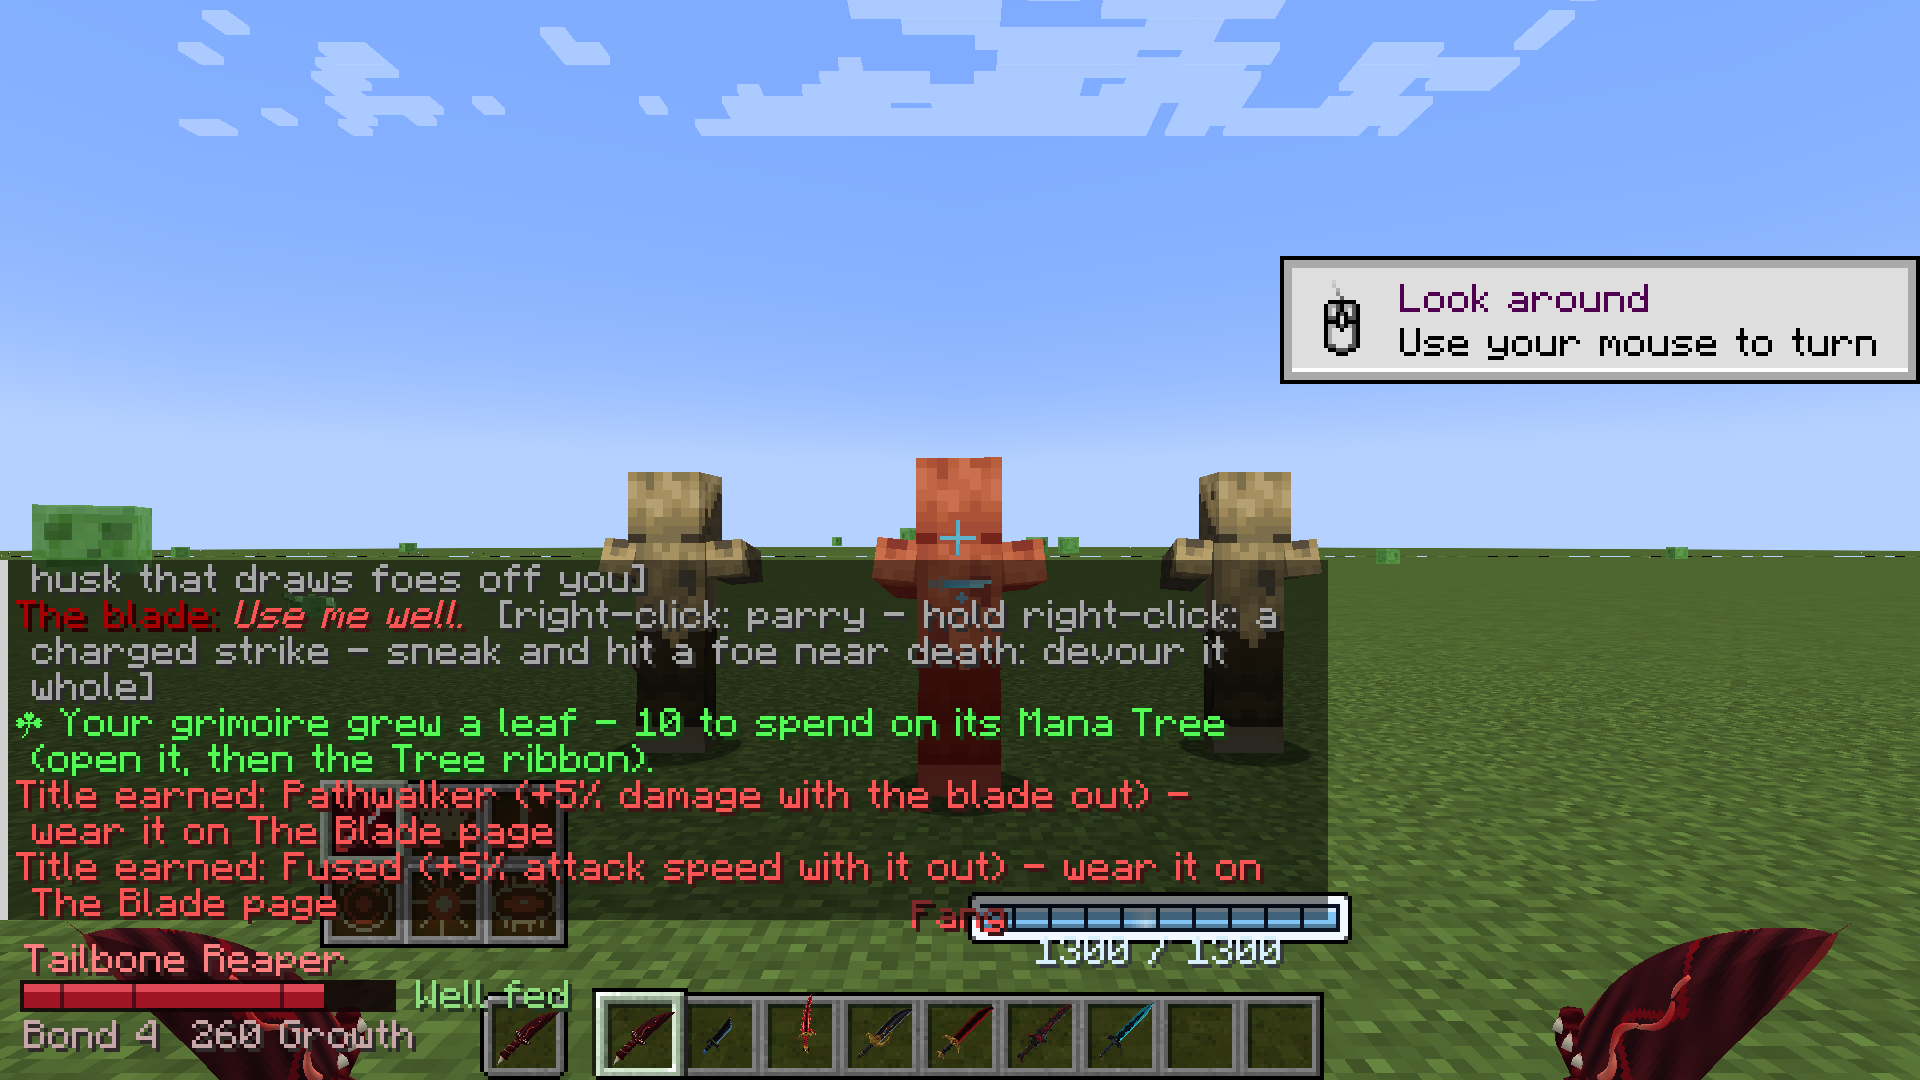 Look around
Use your mouse to turn
husk that draws foes off you]
The blade: Use me well. [right-click: parry - hold right-click: a
charged strike - sneak and hit a foe near death: devour it
whole]
☘ Your grimoire grew a leaf - 10 to spend on its Mana Tree
(open it, then the Tree ribbon).
Title earned: Pathwalker (+5% damage with the blade out) -
wear it on The Blade page
Title earned: Fused (+5% attack speed with it out) - wear it on
The Blade page
Fang
1300 / 1300
Tailbone Reaper
Well fed
Bond 4 260 Growth